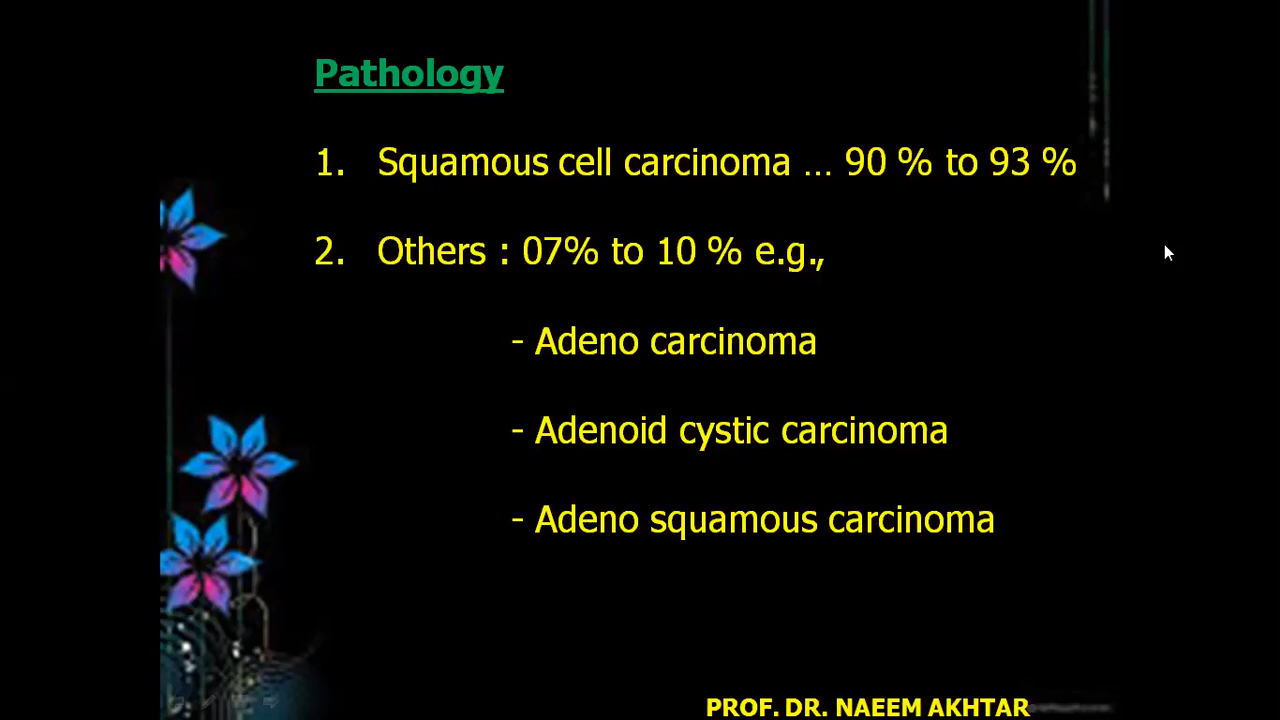 Pathology
1. Squamous cell carcinoma ... 90 % to 93 %
2. Others : 07% to 10 % e.g.,
- Adeno carcinoma
- Adenoid cystic carcinoma
- Adeno squamous carcinoma
PROF. DR. NAEEM AKHTAR